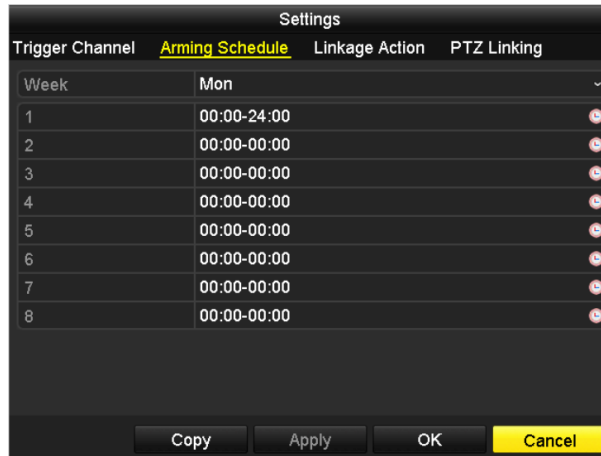 Settings
Trigger Channel Arming Schedule Linkage Action PTZ Linking
Week Mon
1 00:00-24:00
2 00:00-00:00
3 00:00-00:00
4 00:00-00:00
5 00:00-00:00
6 00:00-00:00
7 00:00-00:00
8 00:00-00:00
Copy Apply OK Cancel